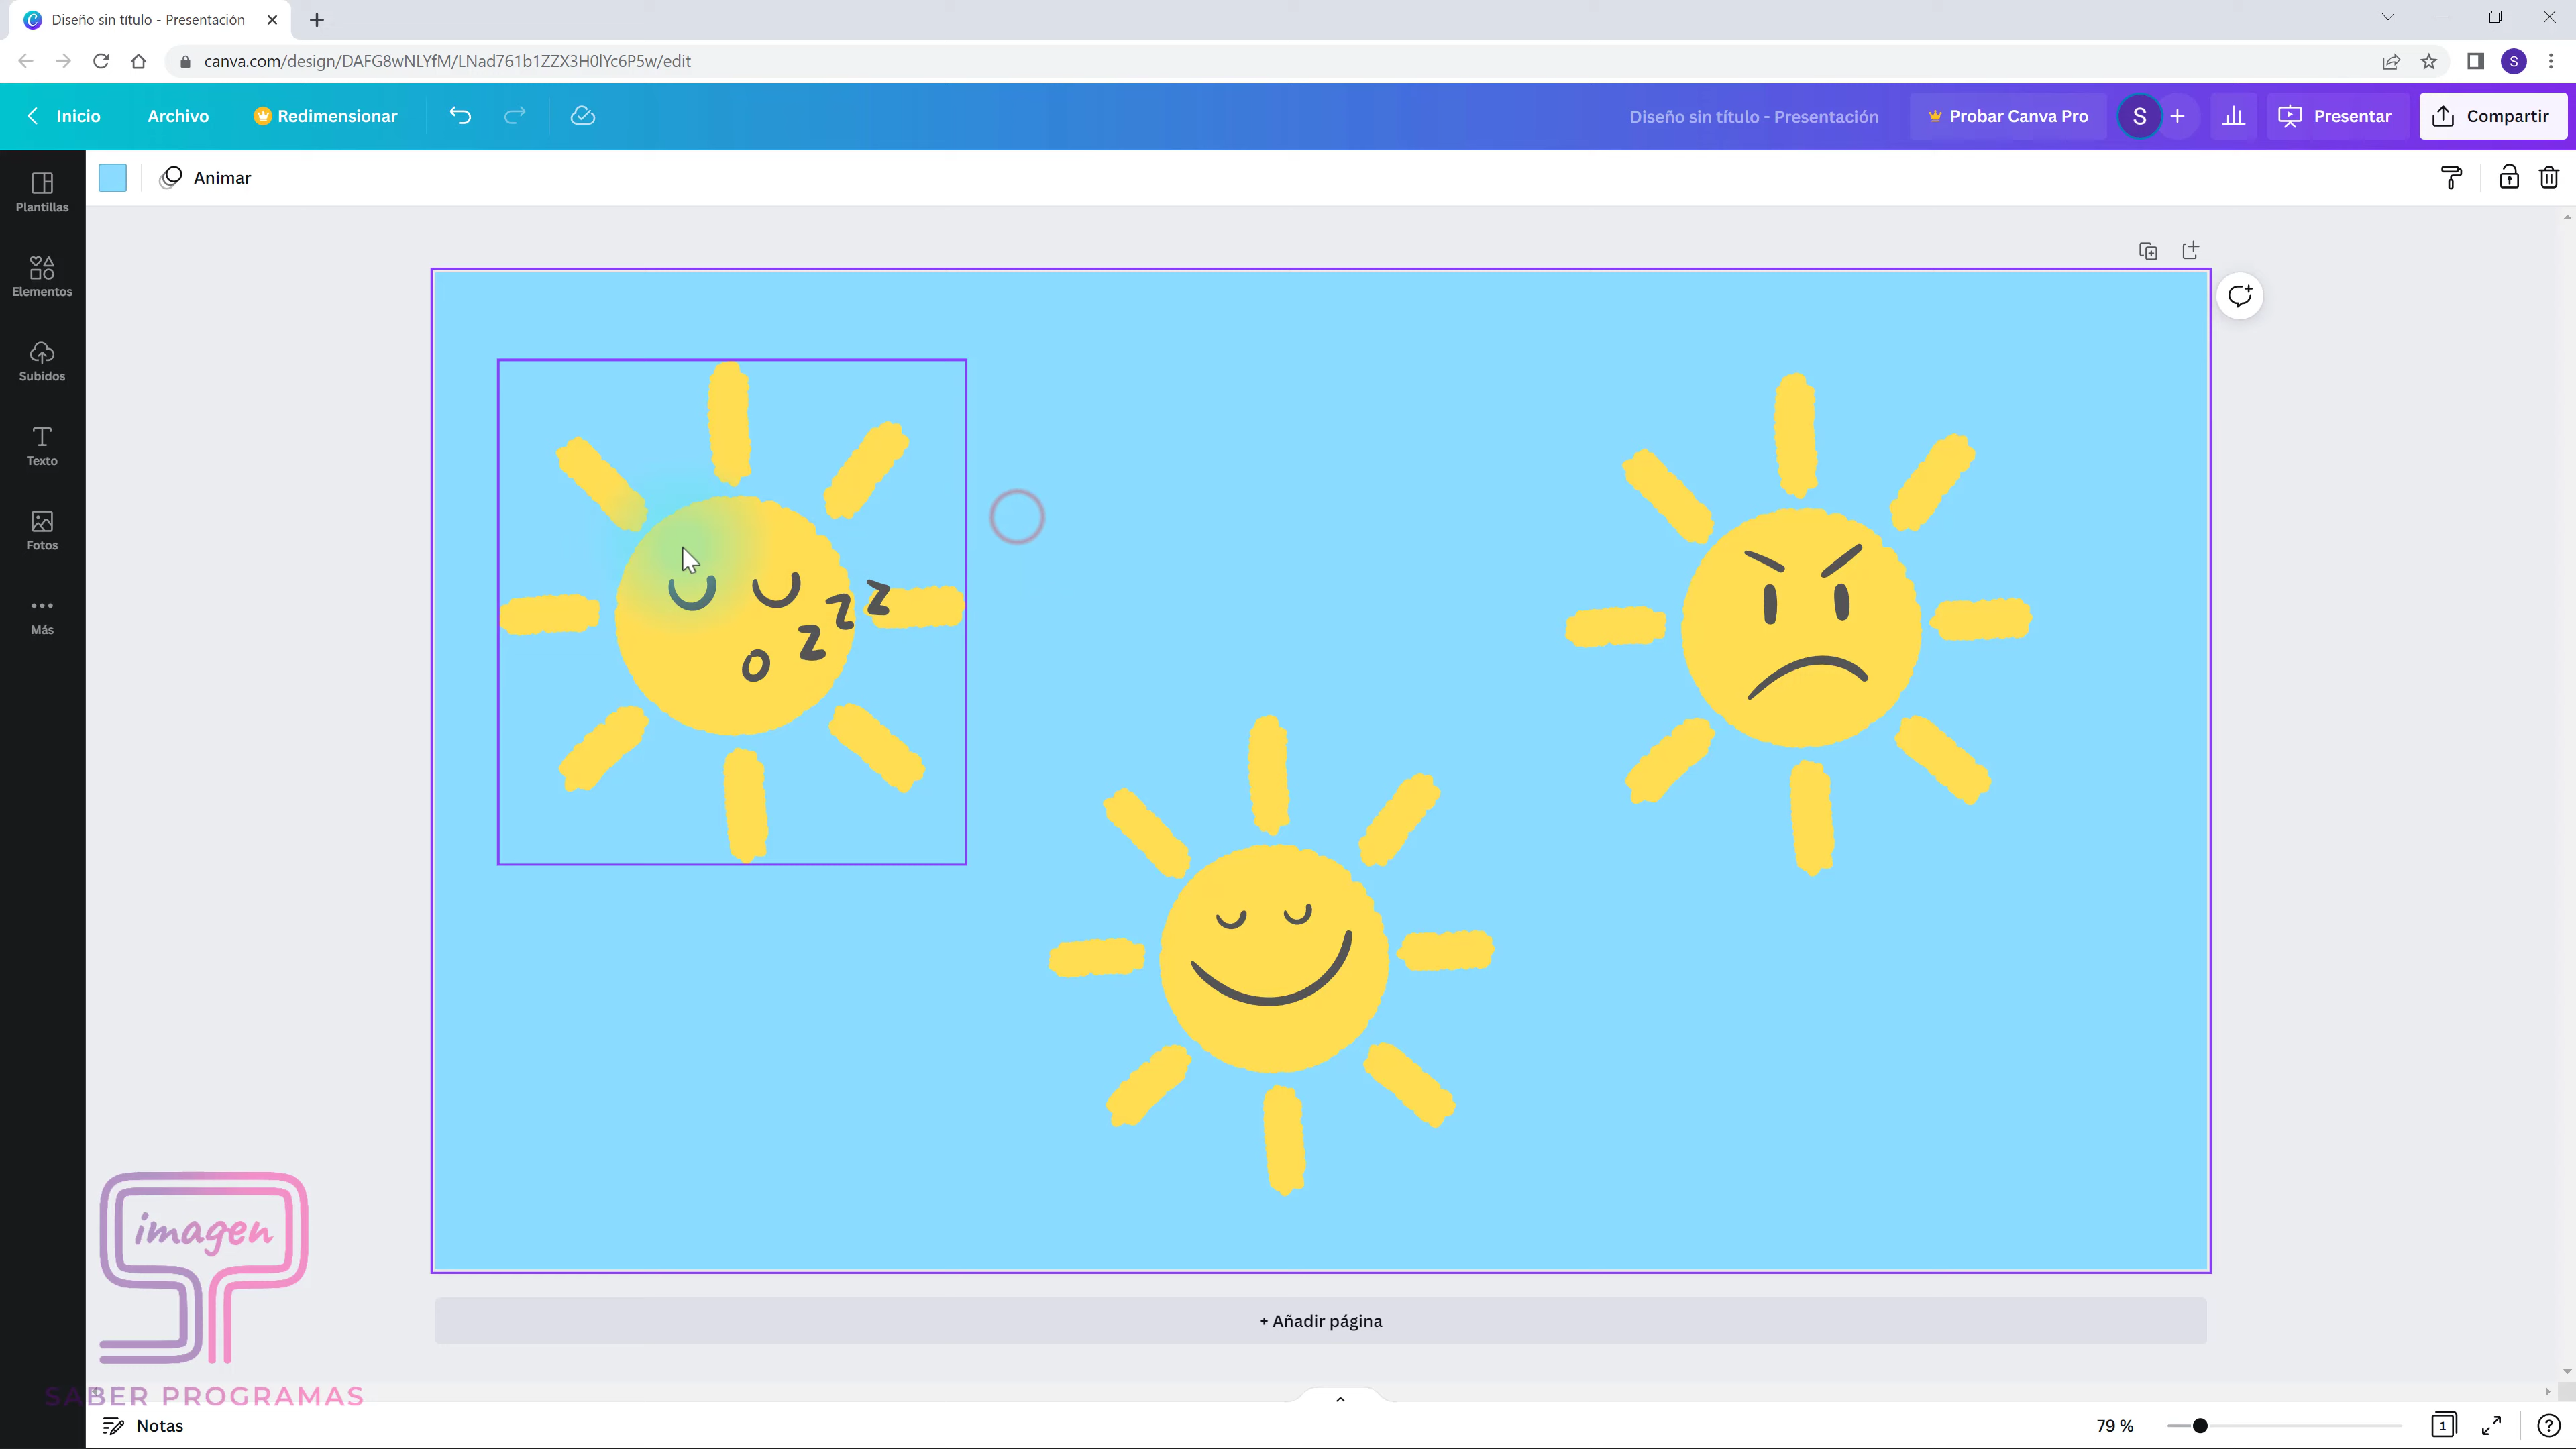 Diseño sin título - Presentación
canva.com/design/DAFG8wNLYfM/LNad761b1ZZX3H0lYc6P5w/edit
S
Inicio
Archivo
Redimensionar
Diseño sin título - Presentación
Probar Canva Pro
S
Presentar
Compartir
Animar
Plantillas
Elementos
Subidos
Texto
Fotos
Más
z z z
imagen
SABER PROGRAMAS
+ Añadir página
Notas
79 %
1